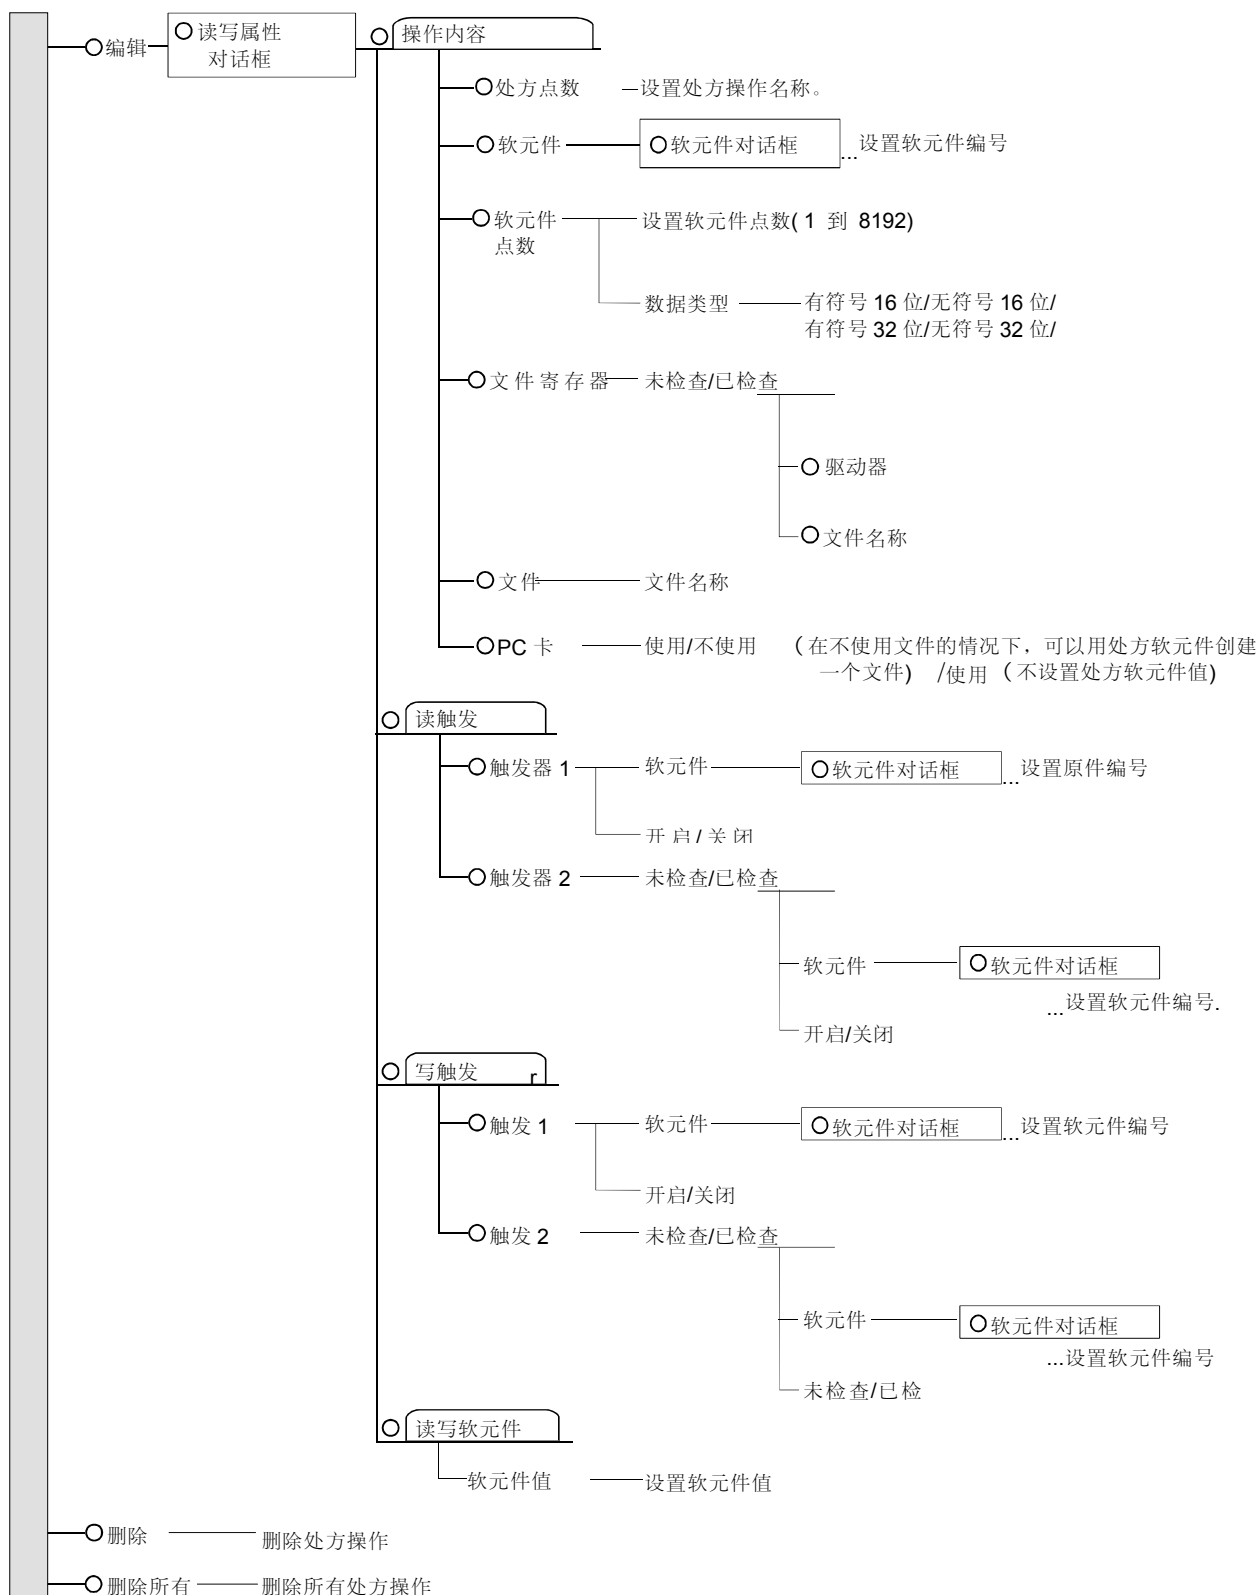 编辑
读写属性
对话框
操作内容
处方点数 设置处方操作名称。
软元件 软元件对话框 ...设置软元件编号
软元件
点数
设置软元件点数(1 到 8192)
数据类型 有符号 16 位/无符号 16 位/
有符号 32 位/无符号 32 位/
文件寄存器 未检查/已检查
驱动器
文件名称
文件 文件名称
PC 卡 使用/不使用 (在不使用文件的情况下，可以用处方软元件创建
一个文件) /使用 (不设置处方软元件值)
读触发
触发器 1 软元件 软元件对话框 ...设置原件编号
开启/关闭
触发器 2 未检查/已检查
软元件 软元件对话框
...设置软元件编号.
开启/关闭
写触发 r
触发 1 软元件 软元件对话框 ...设置软元件编号
开启/关闭
触发 2 未检查/已检查
软元件 软元件对话框
...设置软元件编号
未检查/已检
读写软元件
软元件值 设置软元件值
删除 删除处方操作
删除所有 删除所有处方操作